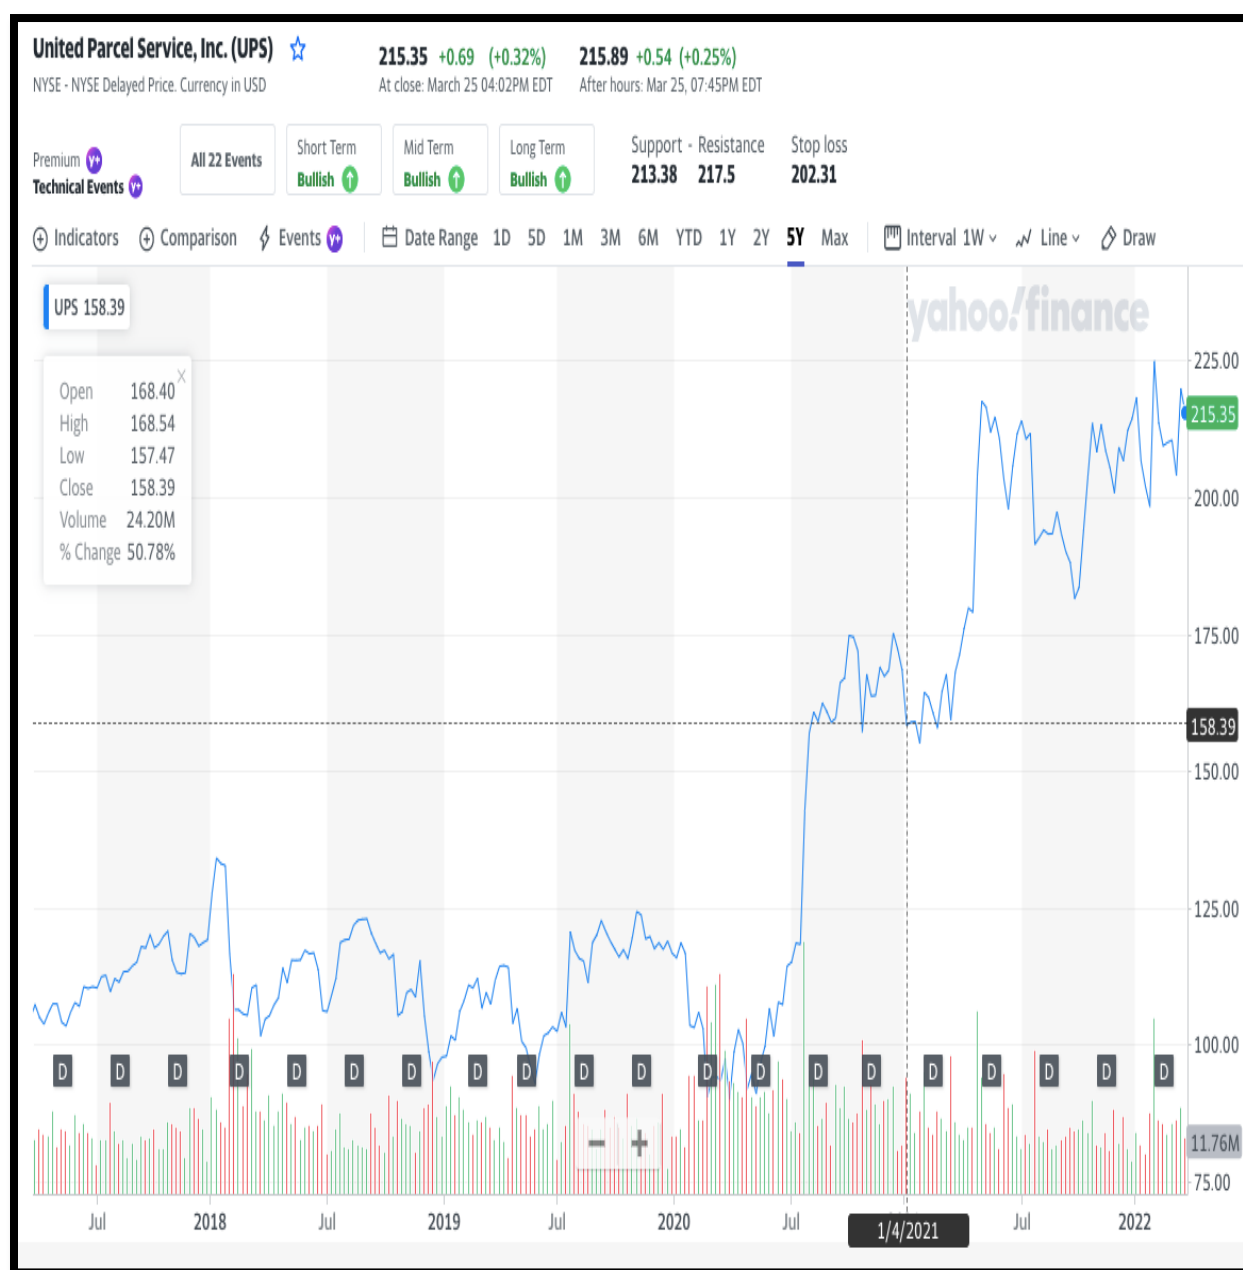 United Parcel Service, Inc. (UPS)
215.35 +0.69 (+0.32%)
215.89 +0.54 (+0.25%)
NYSE - NYSE Delayed Price. Currency in USD
At close: March 25 04:02PM EDT
After hours: Mar 25, 07:45PM EDT
Premium y+
Technical Events y+
All 22 Events
Short Term
Bullish
Mid Term
Bullish
Long Term
Bullish
Support - Resistance
213.38 217.5
Stop loss
202.31
Indicators Comparison Events y+ Date Range 1D 5D 1M 3M 6M YTD 1Y 2Y 5Y Max Interval 1W Line Draw
UPS 158.39
yahoo!finance
Open 168.40
High 168.54
Low 157.47
Close 158.39
Volume 24.20M
% Change 50.78%
225.00
215.35
200.00
175.00
158.39
150.00
125.00
100.00
D D D D D D D D D D D D D D D D D D D D
11.76M
75.00
Jul 2018 Jul 2019 Jul 2020 Jul 1/4/2021 Jul 2022